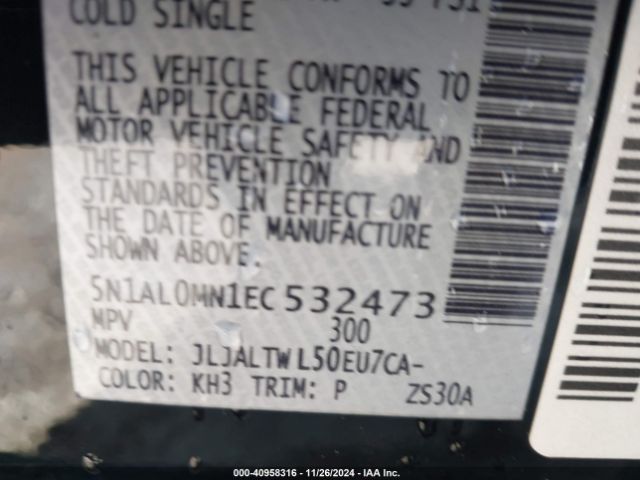 COLD SINGLE
THIS VEHICLE CONFORMS TO
ALL APPLICABLE FEDERAL
MOTOR VEHICLE SAFETY AND
THEFT PREVENTION
STANDARDS IN EFFECT ON
THE DATE OF MANUFACTURE
SHOWN ABOVE.
5N1AL0MN1EC532473
MPV 300
MODEL: JLJALTWL50EU7CA-
COLOR: KH3 TRIM: P ZS30A
000-40958316 - 11/26/2024 - IAA Inc.